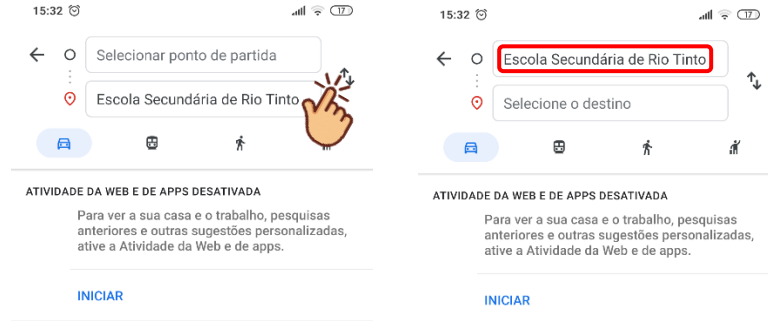 15:32
17
Selecionar ponto de partida
Escola Secundária de Rio Tinto
ATIVIDADE DA WEB E DE APPS DESATIVADA
Para ver a sua casa e o trabalho, pesquisas
anteriores e outras sugestões personalizadas,
ative a Atividade da Web e de apps.
INICIAR
15:32
17
Escola Secundária de Rio Tinto
Selecione o destino
ATIVIDADE DA WEB E DE APPS DESATIVADA
Para ver a sua casa e o trabalho, pesquisas
anteriores e outras sugestões personalizadas,
ative a Atividade da Web e de apps.
INICIAR